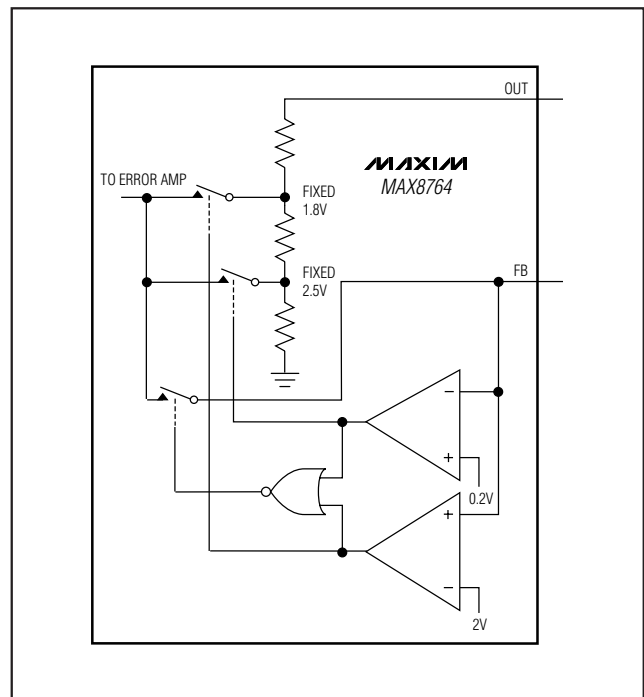 OUT
MAXIM
MAX8764
TO ERROR AMP
FIXED
1.8V
FIXED
2.5V
FB
−
+
0.2V
+
−
2V